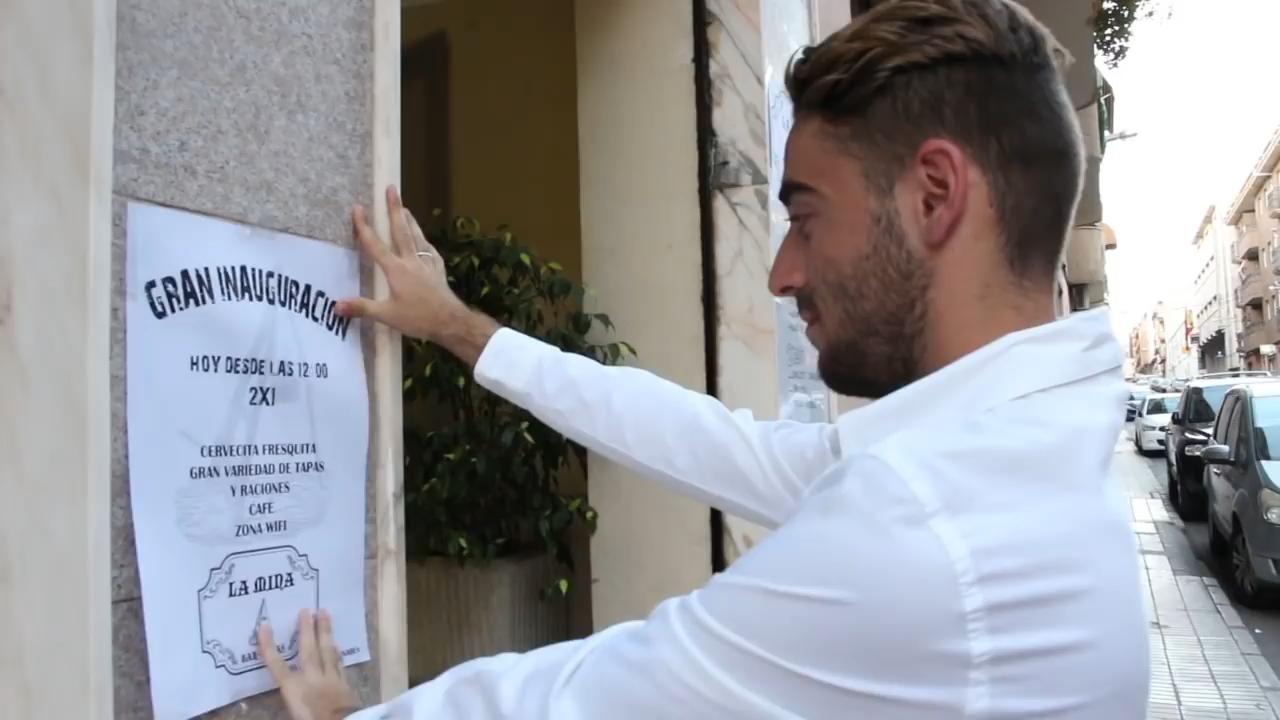 GRAN INAUGURACION
HOY DESDE LAS 12:00
2X1
CERVECITA FRESQUITA
GRAN VARIEDAD DE TAPAS
Y RACIONES
CAFE
ZONA WIFI
LA MINA